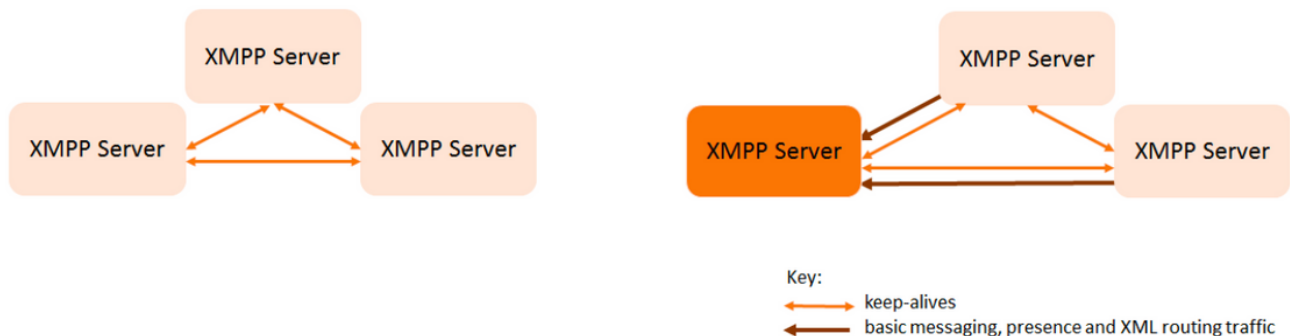 XMPP Server
XMPP Server
XMPP Server
XMPP Server
XMPP Server
XMPP Server
Key:
keep-alives
basic messaging, presence and XML routing traffic